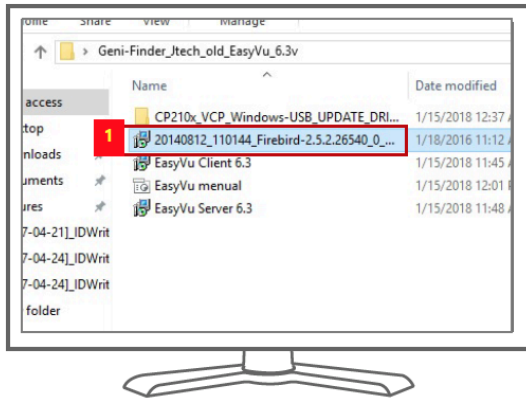 Home Share View Manage
Geni-Finder_Jtech_old_EasyVu_6.3v
Name Date modified
access
CP210x_VCP_Windows-USB_UPDATE_DRI... 1/15/2018 12:37
ktop
1 20140812_110144_Firebird-2.5.2.26540_0_... 1/18/2016 11:12
nloads EasyVu Client 6.3 1/15/2018 11:45
uments EasyVu menual 1/15/2018 12:01
ures EasyVu Server 6.3 1/15/2018 11:48
7-04-21]_IDWrit
7-04-24]_IDWrit
7-04-24]_IDWrit
folder